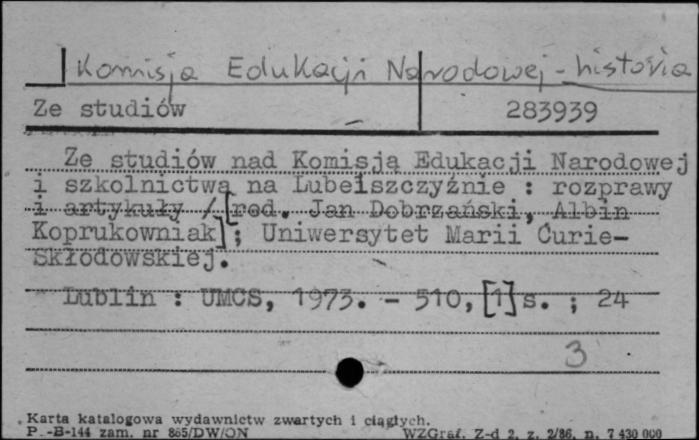 Komisja Edukacji Narodowej - historia
Ze studiów 283939
Ze studiów nad Komisją Edukacji Narodowej
i szkolnictwą na Lubelszczyźnie : rozprawy
i artykuły / [red. Jan Dobrzański, Albin
Koprukowniak] ; Uniwersytet Marii Curie-
Skłodowskiej.
Lublin : UMCS, 1973. - 510, [1] s. ; 24
3
Karta katalogowa wydawnictw zwartych i ciągłych.
P.-B-144 zam. nr 865/DW/ON WZGraf. Z-d 2. z. 2/86. n. 7 430 000